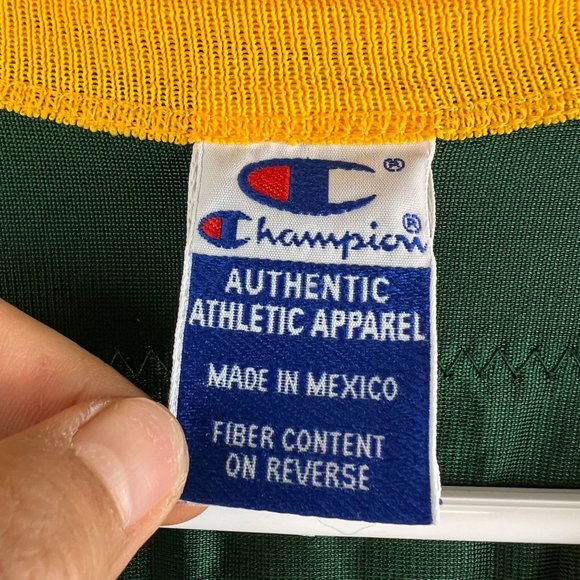 ®
Champion®
AUTHENTIC
ATHLETIC APPAREL
MADE IN MEXICO
FIBER CONTENT
ON REVERSE